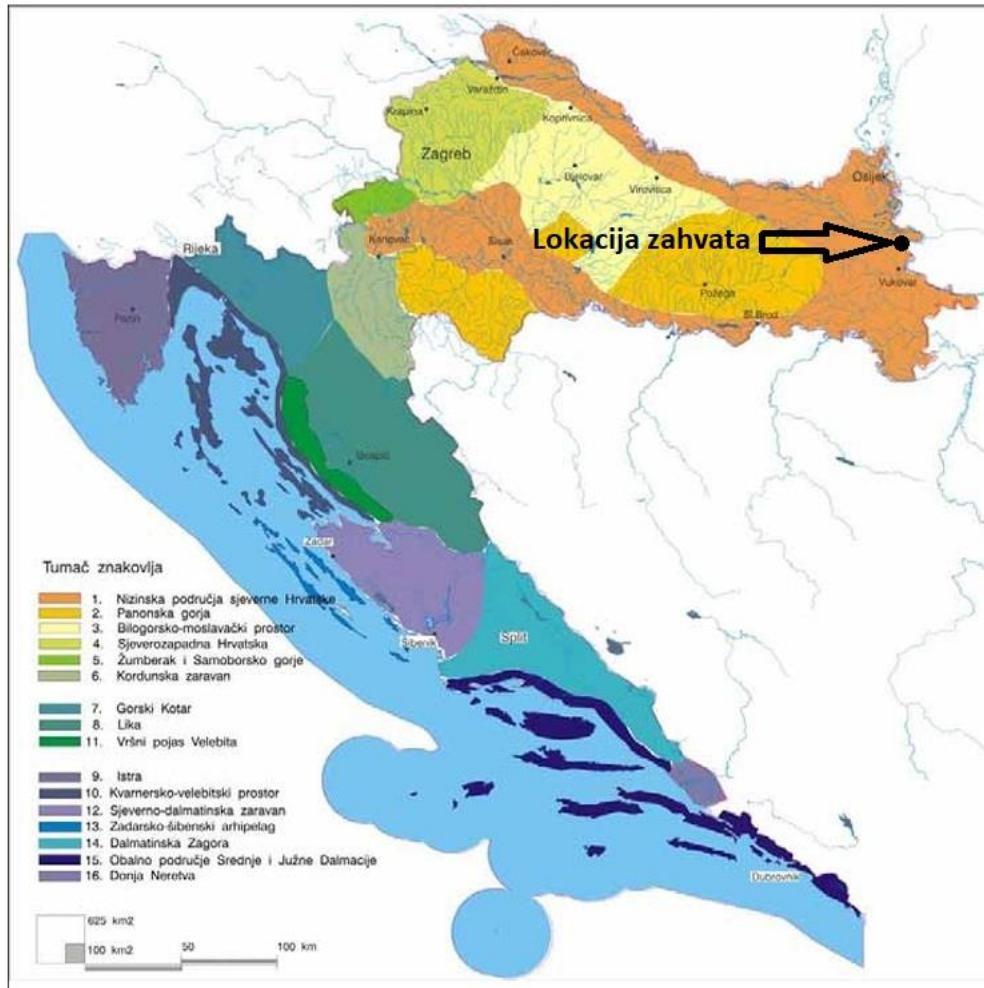 Čakovec
Varaždin
Krapina
Koprivnica
Zagreb
Bjelovar
Virovitica
Osijek
Lokacija zahvata
Karlovac
Sisak
Vukovar
Požega
Sl.Brod
Rijeka
Pazin
Gospić
Zadar
Šibenik
Split
Dubrovnik
Tumač znakovlja
1. Nizinska područja sjeverne Hrvatske
2. Panonska gorja
3. Bilogorsko-moslavački prostor
4. Sjeverozapadna Hrvatska
5. Žumberak i Samoborsko gorje
6. Kordunska zaravan
7. Gorski Kotar
8. Lika
11. Vršni pojas Velebita
9. Istra
10. Kvarnersko-velebitski prostor
12. Sjeverno-dalmatinska zaravan
13. Zadarsko-šibenski arhipelag
14. Dalmatinska Zagora
15. Obalno područje Srednje i Južne Dalmacije
16. Donja Neretva
625 km2
100 km2
50
100 km